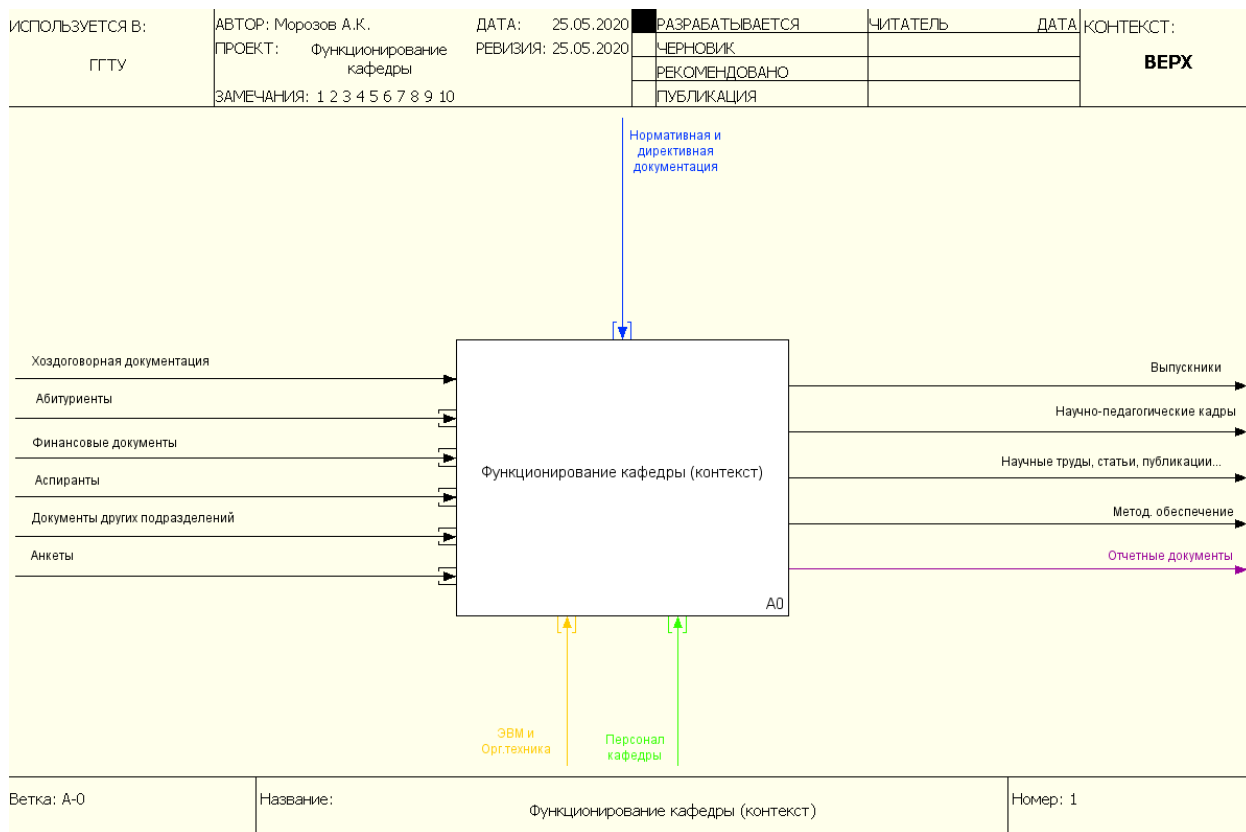 ИСПОЛЬЗУЕТСЯ В:
ГГТУ
АВТОР: Морозов А.К.
ДАТА: 25.05.2020
ПРОЕКТ: Функционирование
кафедры
РЕВИЗИЯ: 25.05.2020
ЗАМЕЧАНИЯ: 1 2 3 4 5 6 7 8 9 10
РАЗРАБАТЫВАЕТСЯ
ЧЕРНОВИК
РЕКОМЕНДОВАНО
ПУБЛИКАЦИЯ
ЧИТАТЕЛЬ ДАТА
КОНТЕКСТ:
ВЕРХ
Нормативная и
директивная
документация
Хоздоговорная документация
Абитуриенты
Финансовые документы
Аспиранты
Документы других подразделений
Анкеты
Функционирование кафедры (контекст)
A0
Выпускники
Научно-педагогические кадры
Научные труды, статьи, публикации...
Метод. обеспечение
Отчетные документы
ЭВМ и
Орг.техника
Персонал
кафедры
Ветка: A-0
Название:
Функционирование кафедры (контекст)
Номер: 1